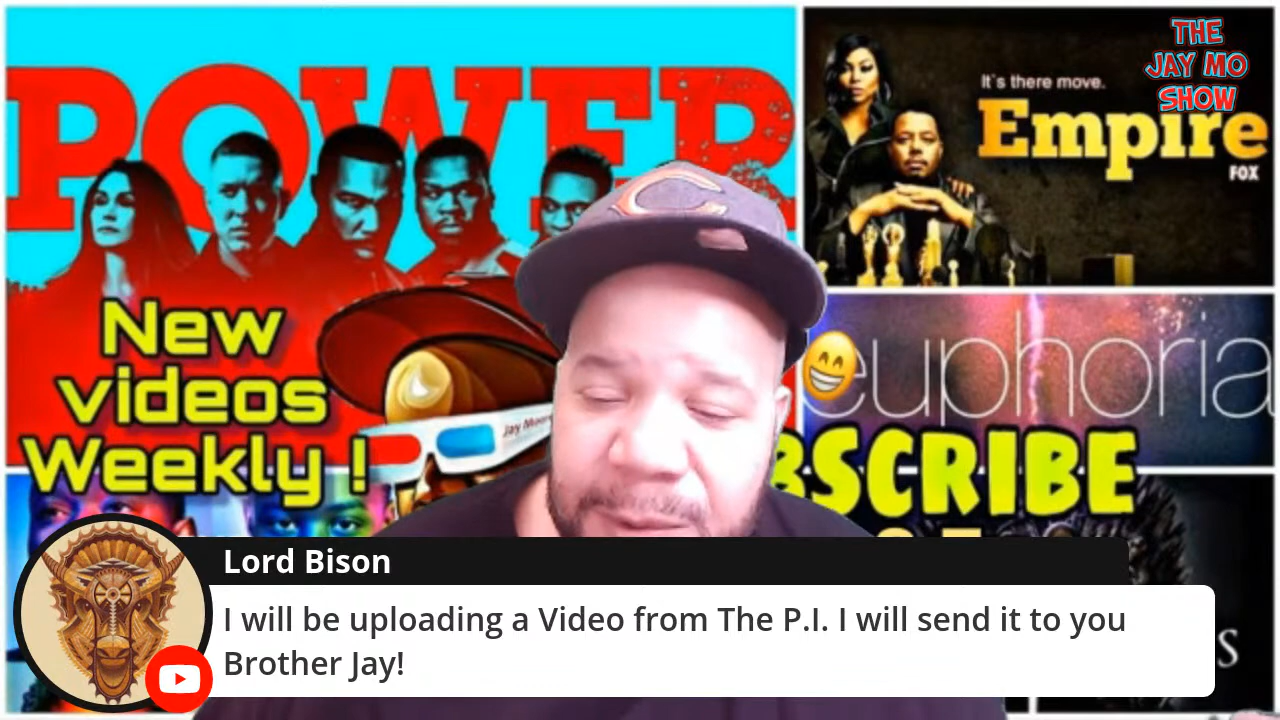 POWER
THE
JAY MO
SHOW
It`s there move.
Empire
FOX
New
videos
Weekly !
euphoria
BSCRIBE
Lord Bison
I will be uploading a Video from The P.I. I will send it to you
Brother Jay!
S